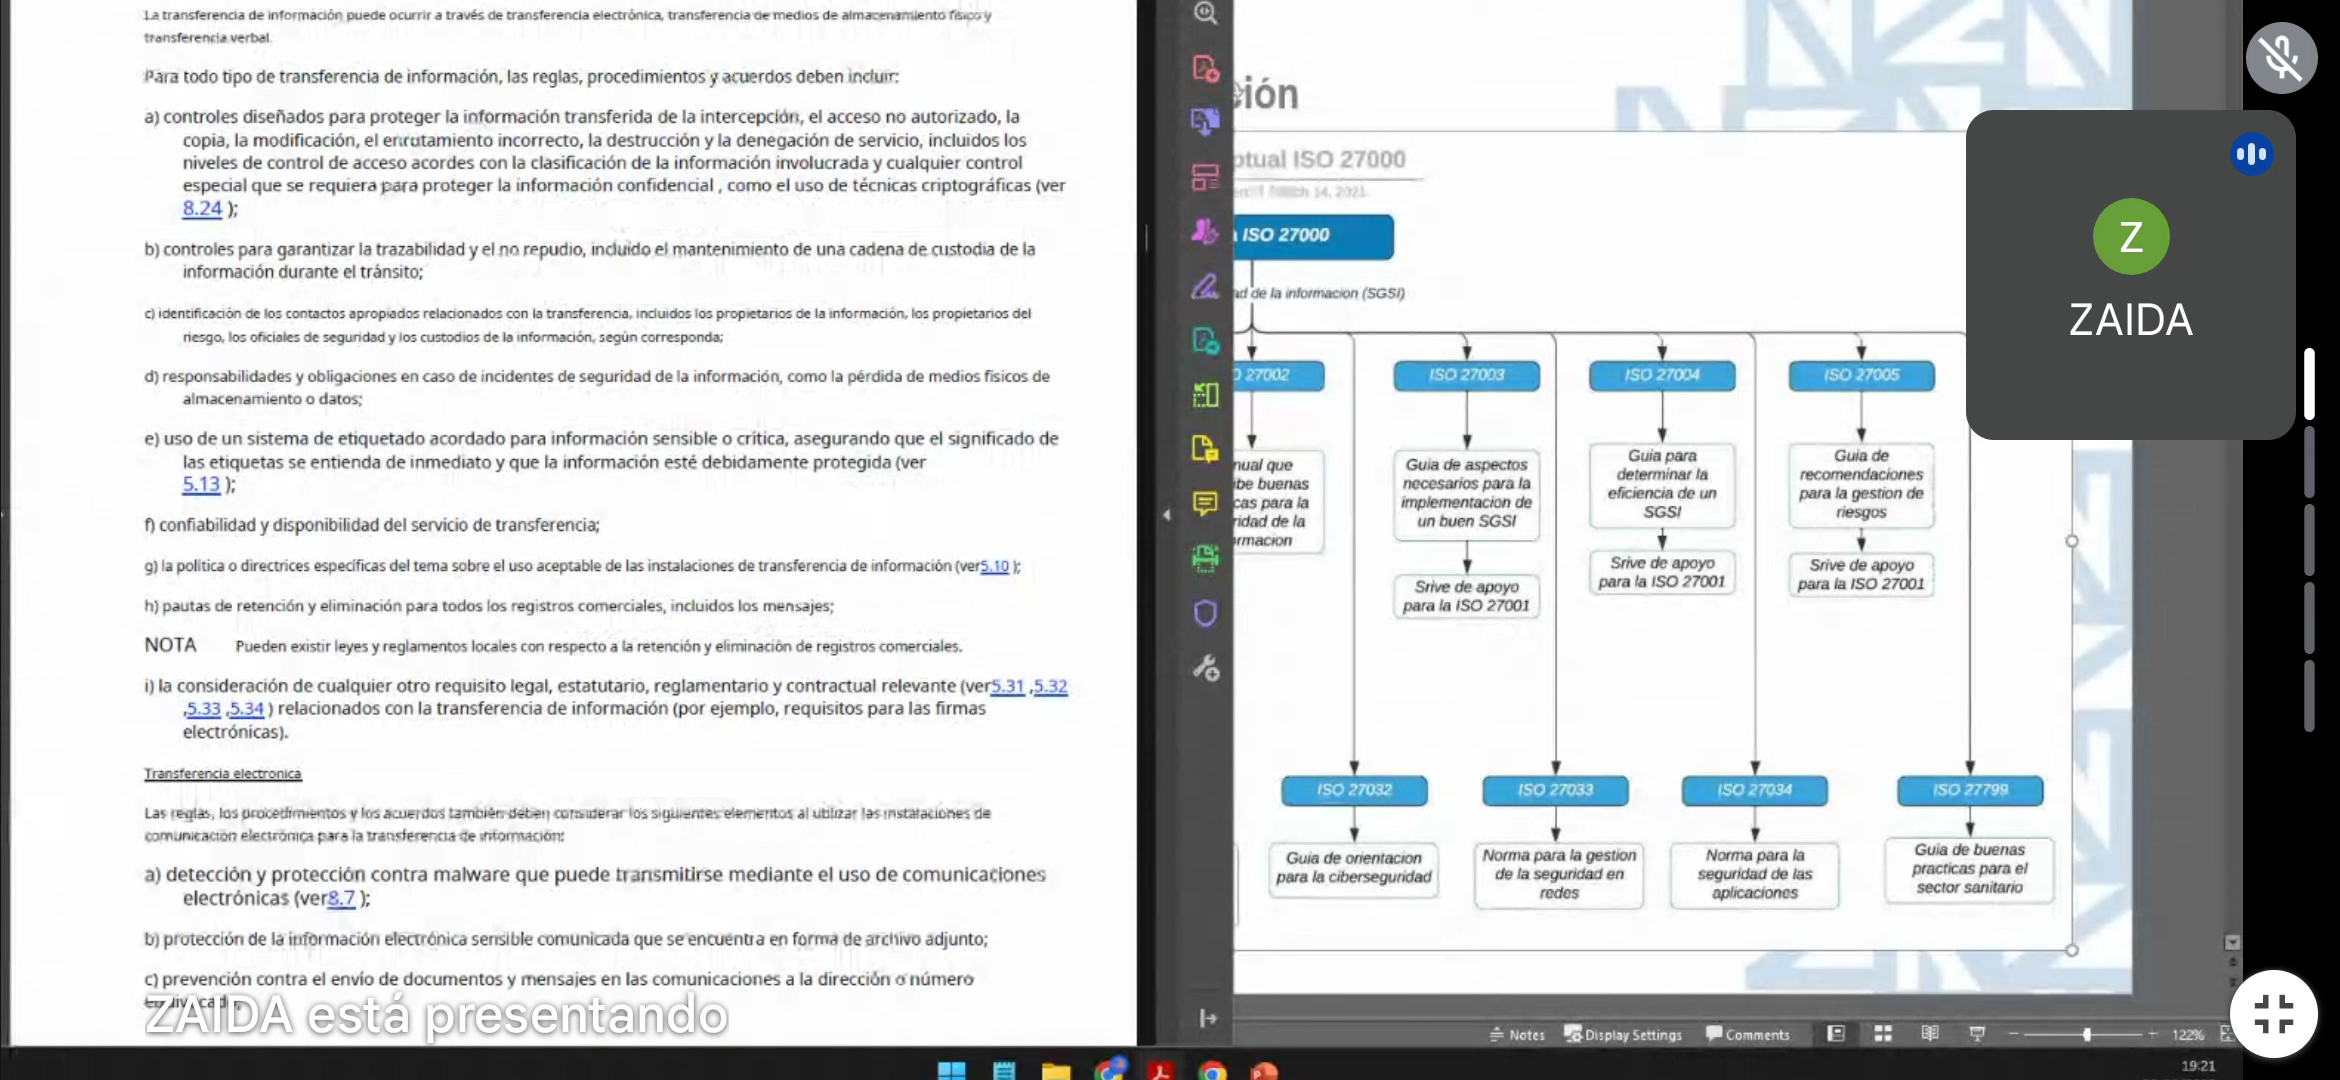 La transferencia de información puede ocurrir a través de transferencia electrónica, transferencia de medios de almacenamiento físico y
transferencia verbal.
Para todo tipo de transferencia de información, las reglas, procedimientos y acuerdos deben incluir:
a) controles diseñados para proteger la información transferida de la intercepción, el acceso no autorizado, la
copia, la modificación, el enrutamiento incorrecto, la destrucción y la denegación de servicio, incluidos los
niveles de control de acceso acordes con la clasificación de la información involucrada y cualquier control
especial que se requiera para proteger la información confidencial , como el uso de técnicas criptográficas (ver
8.24 );
b) controles para garantizar la trazabilidad y el no repudio, incluido el mantenimiento de una cadena de custodia de la
información durante el tránsito;
c) identificación de los contactos apropiados relacionados con la transferencia, incluidos los propietarios de la información, los propietarios del
riesgo, los oficiales de seguridad y los custodios de la información, según corresponda;
d) responsabilidades y obligaciones en caso de incidentes de seguridad de la información, como la pérdida de medios físicos de
almacenamiento o datos;
e) uso de un sistema de etiquetado acordado para información sensible o crítica, asegurando que el significado de
las etiquetas se entienda de inmediato y que la información esté debidamente protegida (ver
5.13 );
f) confiabilidad y disponibilidad del servicio de transferencia;
g) la política o directrices específicas del tema sobre el uso aceptable de las instalaciones de transferencia de información (ver5.10 );
h) pautas de retención y eliminación para todos los registros comerciales, incluidos los mensajes;
NOTA Pueden existir leyes y reglamentos locales con respecto a la retención y eliminación de registros comerciales.
i) la consideración de cualquier otro requisito legal, estatutario, reglamentario y contractual relevante (ver5.31 ,5.32
,5.33 ,5.34 ) relacionados con la transferencia de información (por ejemplo, requisitos para las firmas
electrónicas).
Transferencia electronica
Las reglas, los procedimientos y los acuerdos también deben considerar los siguientes elementos al utilizar las instalaciones de
comunicación electrónica para la transferencia de información:
a) detección y protección contra malware que puede transmitirse mediante el uso de comunicaciones
electrónicas (ver8.7 );
b) protección de la información electrónica sensible comunicada que se encuentra en forma de archivo adjunto;
c) prevención contra el envío de documentos y mensajes en las comunicaciones a la dirección o número
ZAIDA está presentando
ción
ptual ISO 27000
14, 2021
ISO 27000
ad de la informacion (SGSI)
O 27002
nual que
ibe buenas
cas para la
ridad de la
ormacion
ISO 27003
Guia de aspectos
necesarios para la
implementacion de
un buen SGSI
Srive de apoyo
para la ISO 27001
ISO 27004
Guia para
determinar la
eficiencia de un
SGSI
Srive de apoyo
para la ISO 27001
ISO 27005
Guia de
recomendaciones
para la gestion de
riesgos
Srive de apoyo
para la ISO 27001
ISO 27032
Guia de orientacion
para la ciberseguridad
ISO 27033
Norma para la gestion
de la seguridad en
redes
ISO 27034
Norma para la
seguridad de las
aplicaciones
ISO 27799
Guia de buenas
practicas para el
sector sanitario
Z
ZAIDA
Notes
Display Settings
Comments
122%
19:21